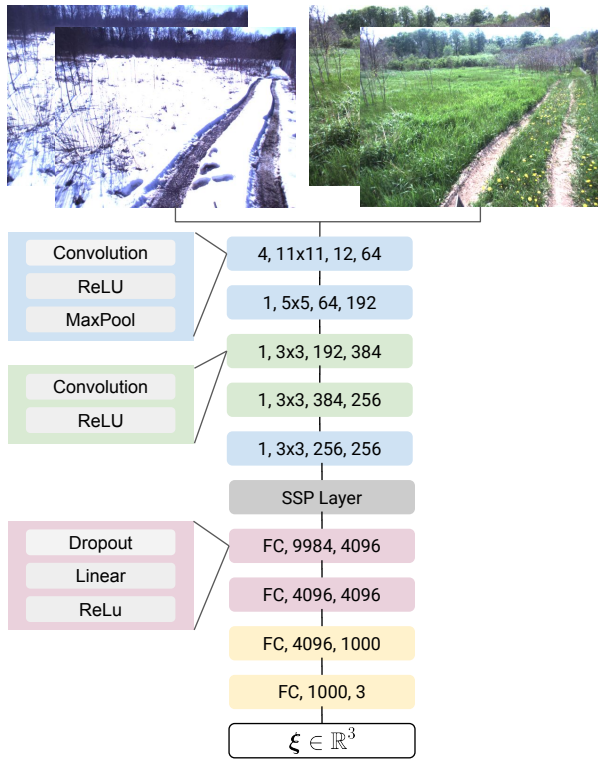 Convolution
ReLU
MaxPool
4, 11x11, 12, 64
1, 5x5, 64, 192
Convolution
ReLU
1, 3x3, 192, 384
1, 3x3, 384, 256
1, 3x3, 256, 256
SSP Layer
Dropout
Linear
ReLu
FC, 9984, 4096
FC, 4096, 4096
FC, 4096, 1000
FC, 1000, 3
ξ ∈ ℝ³